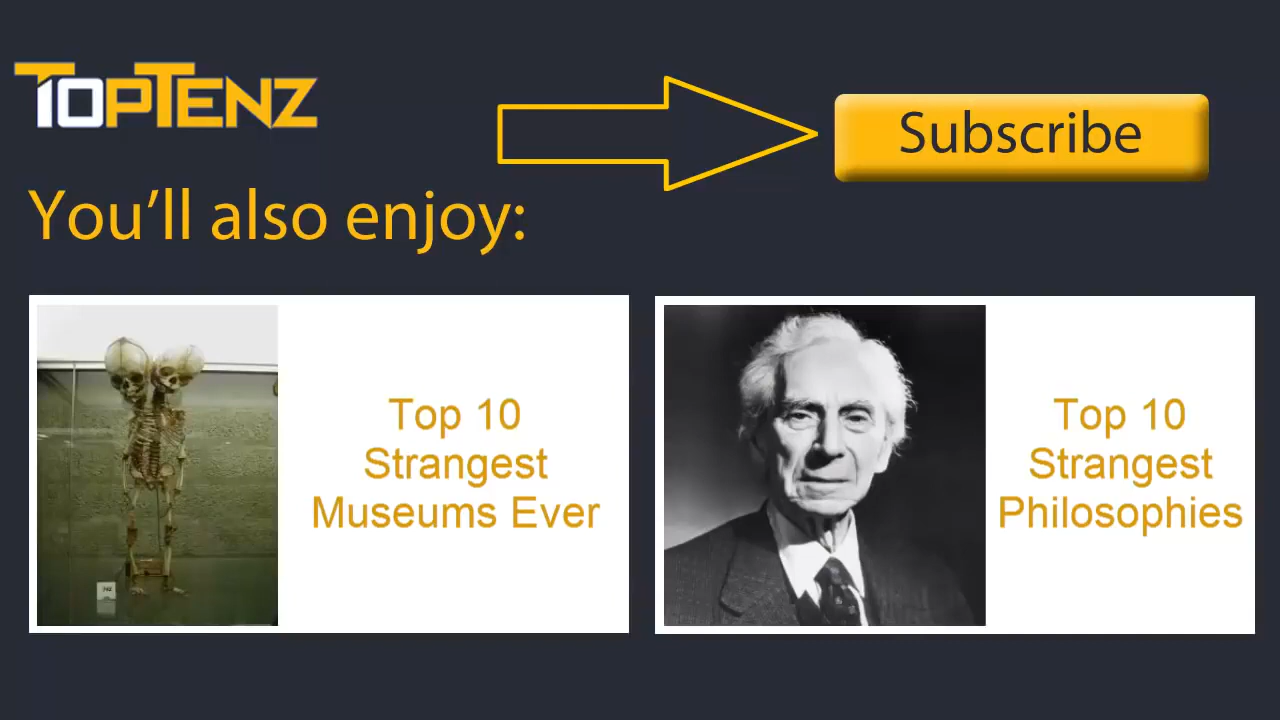 TOPTENZ
Subscribe
You'll also enjoy:
Top 10
Strangest
Museums Ever
Top 10
Strangest
Philosophies